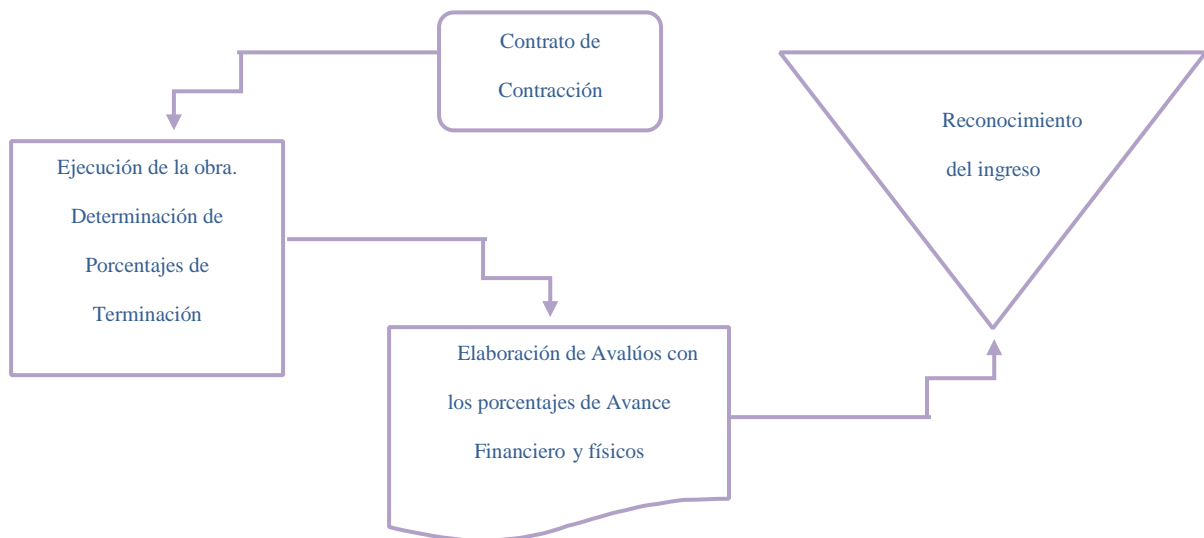 Contrato de
Contracción
Ejecución de la obra.
Determinación de
Porcentajes de
Terminación
Elaboración de Avalúos con
los porcentajes de Avance
Financiero y físicos
Reconocimiento
del ingreso